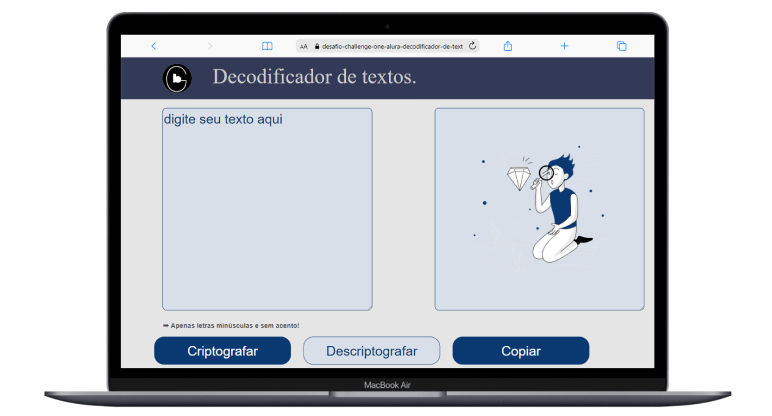 AA desafio-challenge-one-alura-decodificador-de-text
Decodificador de textos.
digite seu texto aqui
➡ Apenas letras minúsculas e sem acento!
Criptografar
Descriptografar
Copiar
MacBook Air